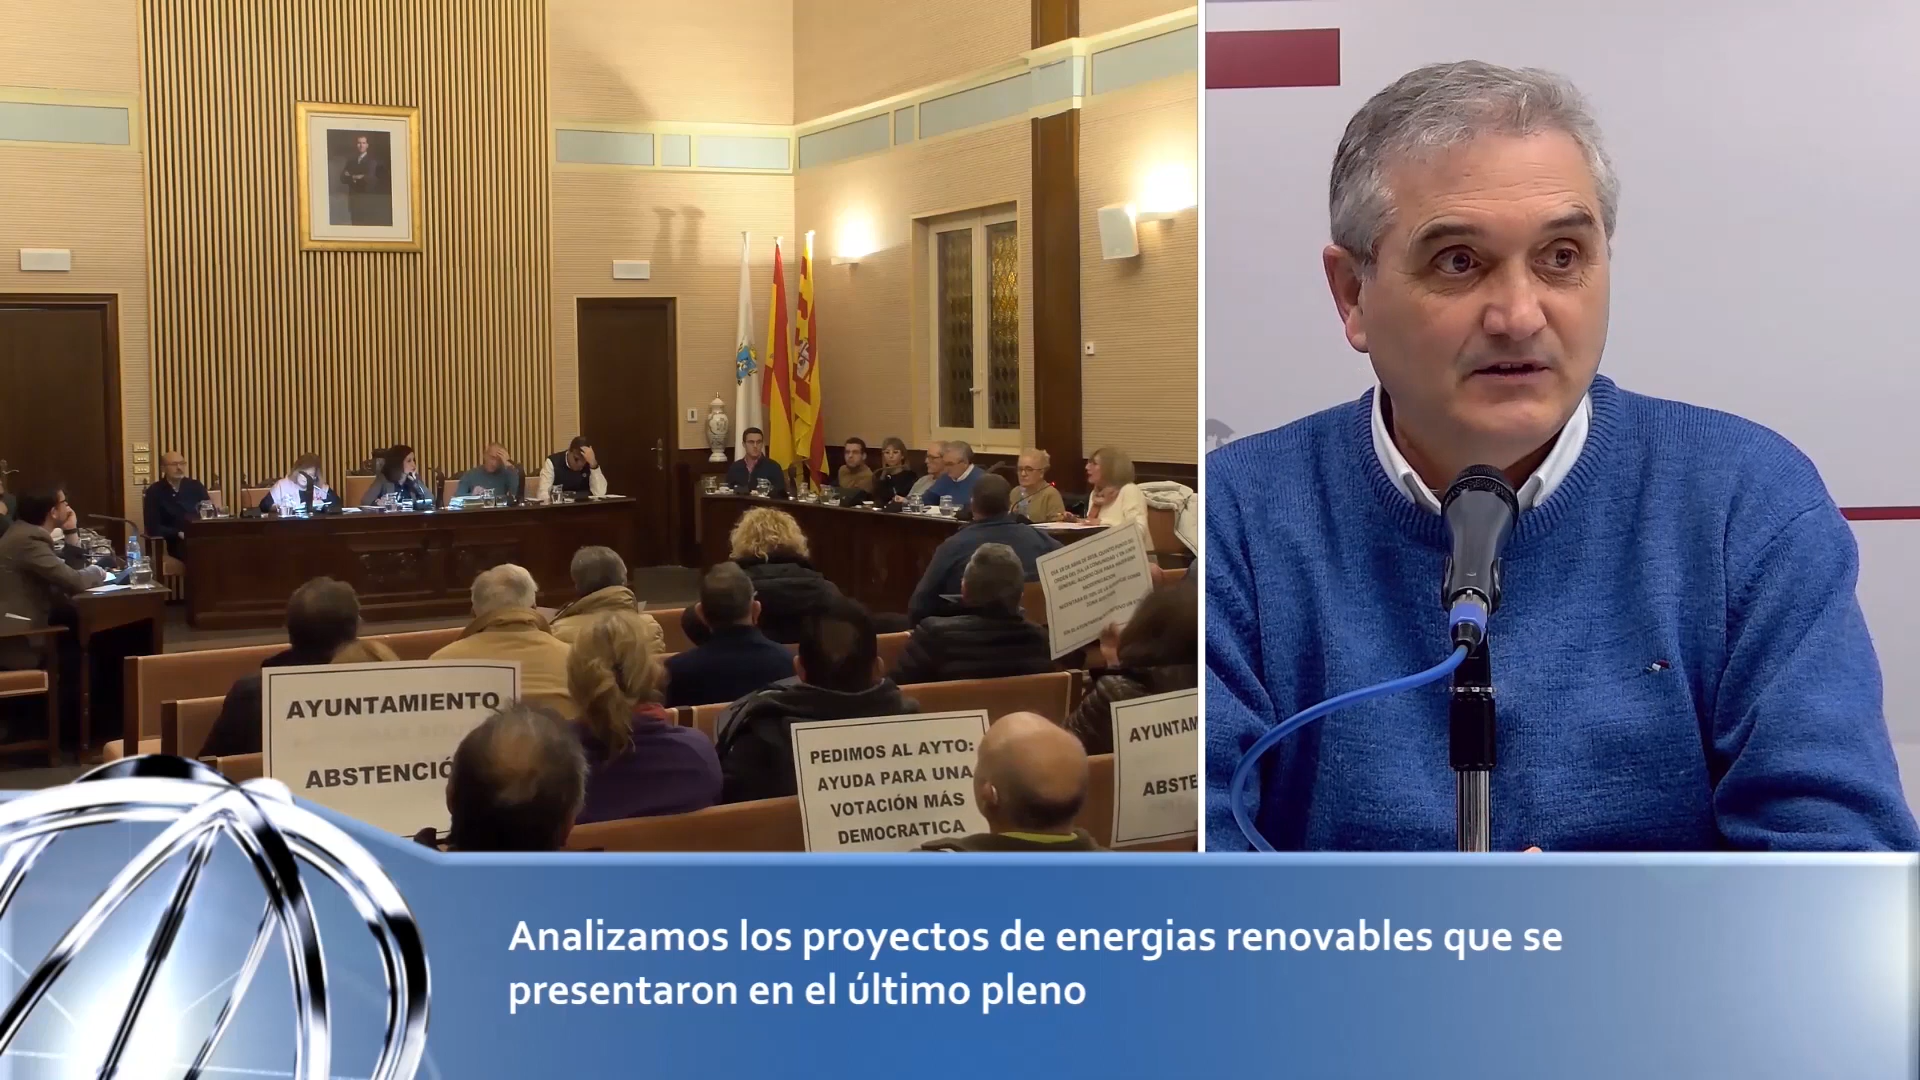 AYUNTAMIENTO
ABSTENCIÓ
PEDIMOS AL AYTO:
AYUDA PARA UNA
VOTACIÓN MÁS
DEMOCRATICA
AYUNTAM
ABSTE
Analizamos los proyectos de energias renovables que se
presentaron en el último pleno